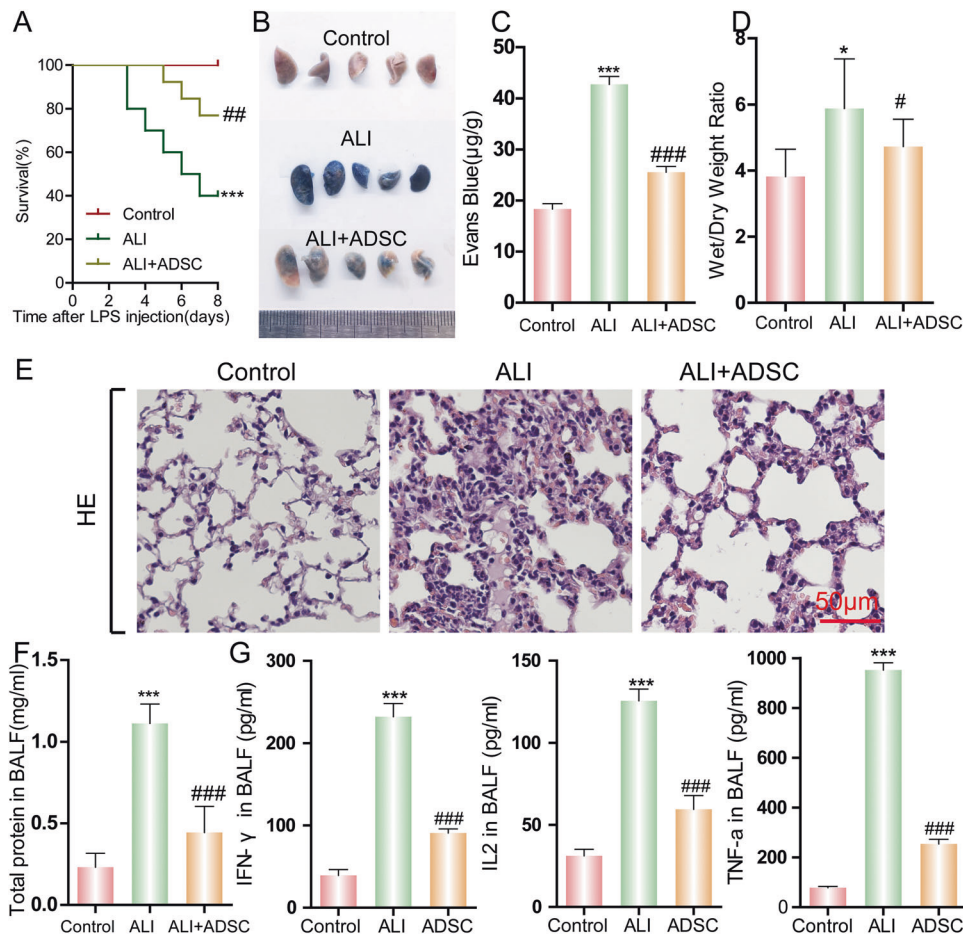 A
Survival(%)
100
80
60
40
20
0
##
***
Control
ALI
ALI+ADSC
0 2 4 6 8
Time after LPS injection(days)
B
Control
ALI
ALI+ADSC
C
Evans Blue(μg/g)
50
40
30
20
10
0
***
###
Control ALI ALI+ADSC
D
Wet/Dry Weight Ratio
8
6
4
2
0
*
#
Control ALI ALI+ADSC
E
Control ALI ALI+ADSC
HE
50μm
F
Total protein in BALF(mg/ml)
1.5
1.2
0.9
0.5
0.0
***
###
Control ALI ALI+ADSC
G
IFN- γ in BALF (pg/ml)
300
200
90
0
***
###
Control ALI ADSC
IL2 in BALF (pg/ml)
150
100
50
0
***
###
Control ALI ADSC
TNF-a in BALF (pg/ml)
1000
800
600
400
200
0
***
###
Control ALI ADSC